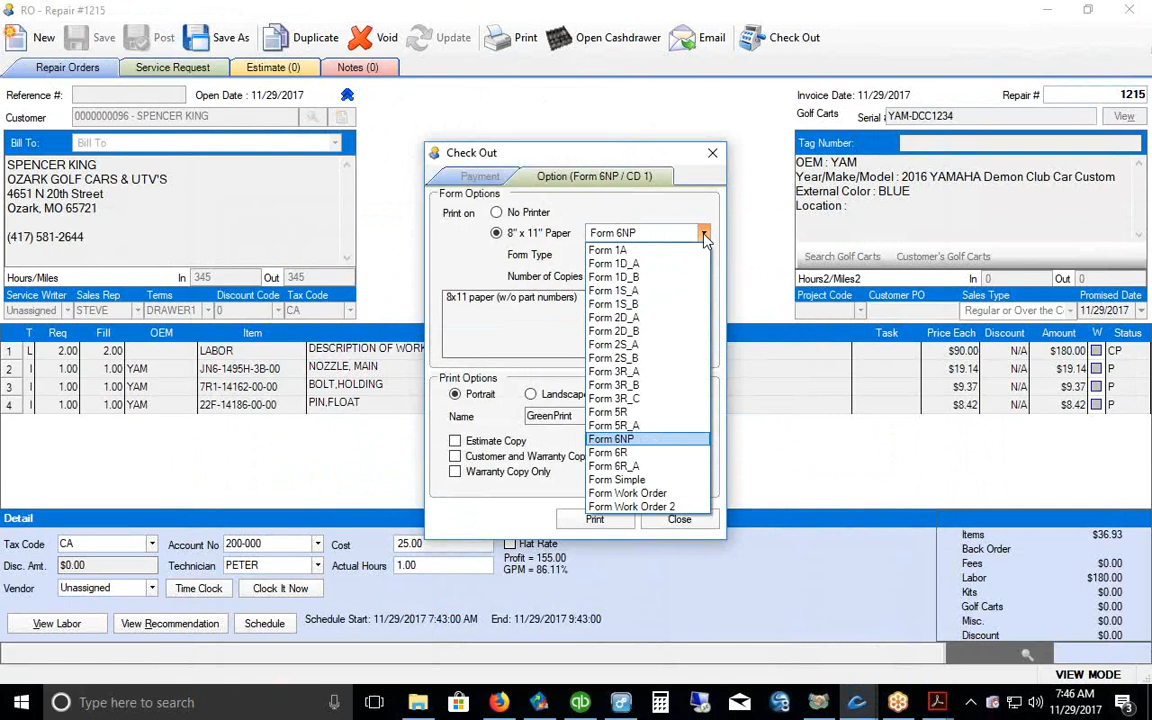 RO - Repair #1215
New Save Post Save As Duplicate Void Update Print Open Cashdrawer Email Check Out
Repair Orders Service Request Estimate (0) Notes (0)
Reference #: Open Date : 11/29/2017 Invoice Date: 11/29/2017 Repair # 1215
Customer 0000000096 - SPENCER KING Golf Carts Serial : YAM-DCC1234 View
Bill To: Bill To Tag Number:
SPENCER KING
OZARK GOLF CARS & UTV'S
4651 N 20th Street
Ozark, MO 65721
(417) 581-2644
OEM : YAM
Year/Make/Model : 2016 YAMAHA Demon Club Car Custom
External Color : BLUE
Location :
Search Golf Carts Customer's Golf Carts
Hours/Miles In 345 Out 345 Hours2/Miles2 In 0 Out 0
Service Writer Sales Rep Terms Discount Code Tax Code Project Code Customer PO Sales Type Promised Date
Unassigned STEVE DRAWER1 0 CA Regular or Over the C 11/29/2017
T Req Fill OEM Item Task Price Each Discount Amount W Status
1 L 2.00 2.00 LABOR DESCRIPTION OF WORK $90.00 N/A $180.00 CP
2 I 1.00 1.00 YAM JN6-1495H-3B-00 NOZZLE, MAIN $19.14 N/A $19.14 P
3 I 1.00 1.00 YAM 7R1-14162-00-00 BOLT,HOLDING $9.37 N/A $9.37 P
4 I 1.00 1.00 YAM 22F-14186-00-00 PIN,FLOAT $8.42 N/A $8.42 P
Check Out
Payment Option (Form 6NP / CD 1)
Form Options
Print on No Printer
8" x 11" Paper Form 6NP
Form Type
Number of Copies
8x11 paper (w/o part numbers)
Form 1A
Form 1D_A
Form 1D_B
Form 1S_A
Form 1S_B
Form 2D_A
Form 2D_B
Form 2S_A
Form 2S_B
Form 3R_A
Form 3R_B
Form 3R_C
Form 5R
Form 5R_A
Form 6NP
Form 6R
Form 6R_A
Form Simple
Form Work Order
Form Work Order 2
Print Options
Portrait Landscape
Name GreenPrint
Estimate Copy
Customer and Warranty Cop
Warranty Copy Only
Print Close
Detail
Tax Code CA Account No 200-000 Cost 25.00 Flat Rate
Disc. Amt. $0.00 Technician PETER Actual Hours 1.00 Profit = 155.00
GPM = 86.11%
Vendor Unassigned Time Clock Clock It Now
View Labor View Recommendation Schedule Schedule Start: 11/29/2017 7:43:00 AM End: 11/29/2017 9:43:00
Items $36.93
Back Order
Fees $0.00
Labor $180.00
Kits $0.00
Golf Carts $0.00
Misc. $0.00
Discount $0.00
VIEW MODE
Type here to search
7:46 AM
11/29/2017
3